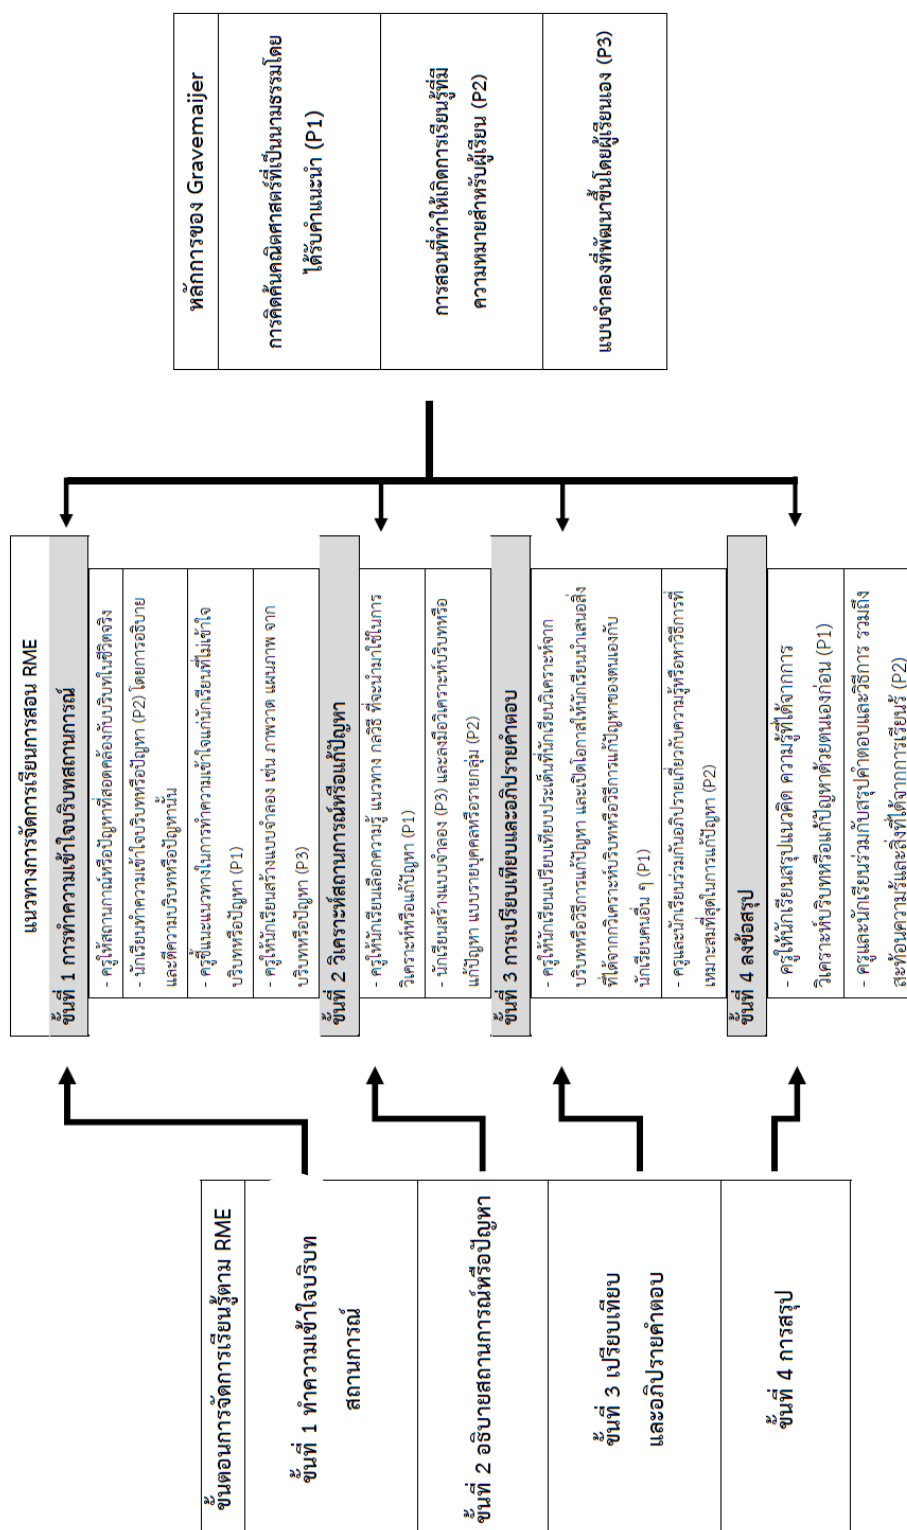 ขั้นตอนการจัดการเรียนรู้ตาม RME
ขั้นที่ 1 ทำความเข้าใจบริบท
สถานการณ์
ขั้นที่ 2 อธิบายสถานการณ์หรือปัญหา
ขั้นที่ 3 เปรียบเทียบ
และอภิปรายคำตอบ
ขั้นที่ 4 การสรุป
แนวทางการจัดการเรียนการสอน RME
ขั้นที่ 1 การทำความเข้าใจบริบทสถานการณ์
- ครูให้สถานการณ์หรือปัญหาที่สอดคล้องกับบริบทในชีวิตจริง
- นักเรียนทำความเข้าใจบริบทหรือปัญหา (P2) โดยการอธิบาย
และตีความบริบทหรือปัญหานั้น
- ครูชี้แนะแนวทางในการทำความเข้าใจแก่นักเรียนที่ไม่เข้าใจ
บริบทหรือปัญหา (P1)
- ครูให้นักเรียนสร้างแบบจำลอง เช่น ภาพวาด แผนภาพ จาก
บริบทหรือปัญหา (P3)
ขั้นที่ 2 วิเคราะห์สถานการณ์หรือแก้ปัญหา
- ครูให้นักเรียนเลือกความรู้ แนวทาง กลวิธี ที่จะนำมาใช้ในการ
วิเคราะห์หรือแก้ปัญหา (P1)
- นักเรียนสร้างแบบจำลอง (P3) และลงมือวิเคราะห์บริบทหรือ
แก้ปัญหา แบบรายบุคคลหรือรายกลุ่ม (P2)
ขั้นที่ 3 การเปรียบเทียบและอภิปรายคำตอบ
- ครูให้นักเรียนเปรียบเทียบประเด็นที่นักเรียนวิเคราะห์จาก
บริบทหรือวิธีการแก้ปัญหา และเปิดโอกาสให้นักเรียนนำเสนอสิ่ง
ที่ได้จากวิเคราะห์บริบทหรือวิธีการแก้ปัญหาของตนเองกับ
นักเรียนคนอื่น ๆ (P1)
- ครูและนักเรียนร่วมกันอภิปรายเกี่ยวกับความรู้หรือหาวิธีการที่
เหมาะสมที่สุดในการแก้ปัญหา (P2)
ขั้นที่ 4 ลงข้อสรุป
- ครูให้นักเรียนสรุปแนวคิด ความรู้ที่ได้จากการ
วิเคราะห์บริบทหรือแก้ปัญหาด้วยตนเองก่อน (P1)
- ครูและนักเรียนร่วมกับสรุปคำตอบและวิธีการ รวมถึง
สะท้อนความรู้และสิ่งที่ได้จากการเรียนรู้ (P2)
หลักการของ Gravemaijer
การคิดค้นคณิตศาสตร์ที่เป็นนามธรรมโดย
ได้รับคำแนะนำ (P1)
การสอนที่ทำให้เกิดการเรียนรู้ที่มี
ความหมายสำหรับผู้เรียน (P2)
แบบจำลองที่พัฒนาขึ้นโดยผู้เรียนเอง (P3)